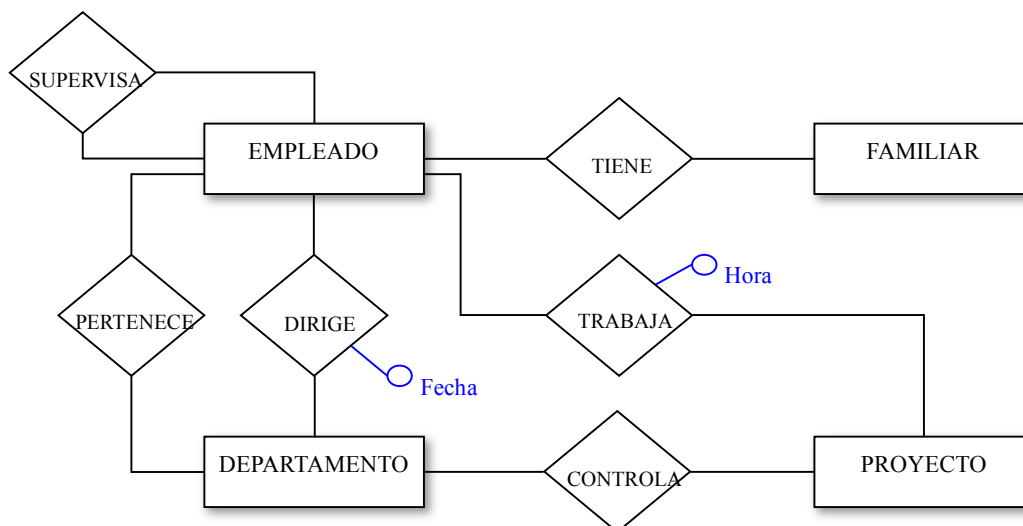 SUPERVISA
EMPLEADO
TIENE
FAMILIAR
Hora
PERTENECE
DIRIGE
TRABAJA
Fecha
DEPARTAMENTO
CONTROLA
PROYECTO